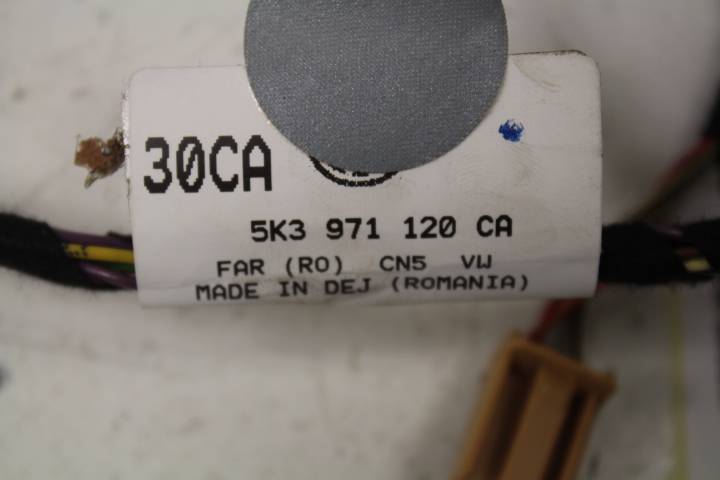 30CA
5K3 971 120 CA
FAR (RO) CN5 VW
MADE IN DEJ (ROMANIA)